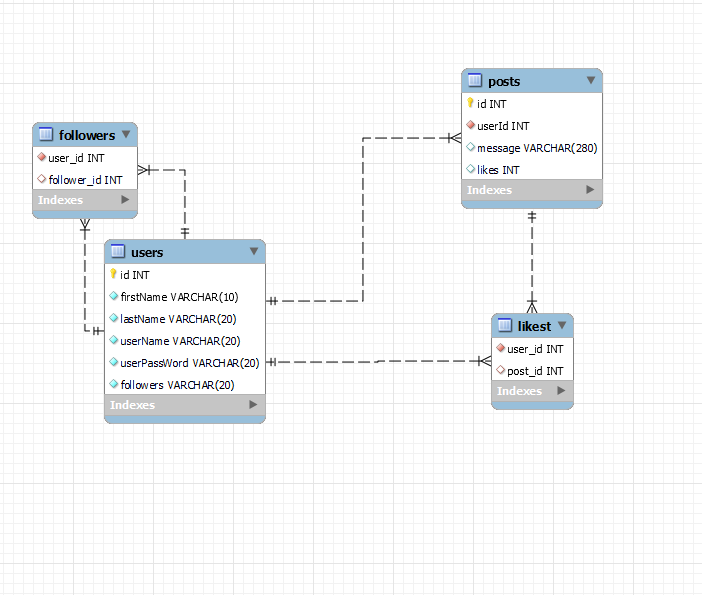 followers
user_id INT
follower_id INT
Indexes
users
id INT
firstName VARCHAR(10)
lastName VARCHAR(20)
userName VARCHAR(20)
userPassWord VARCHAR(20)
followers VARCHAR(20)
Indexes
posts
id INT
userId INT
message VARCHAR(280)
likes INT
Indexes
likest
user_id INT
post_id INT
Indexes